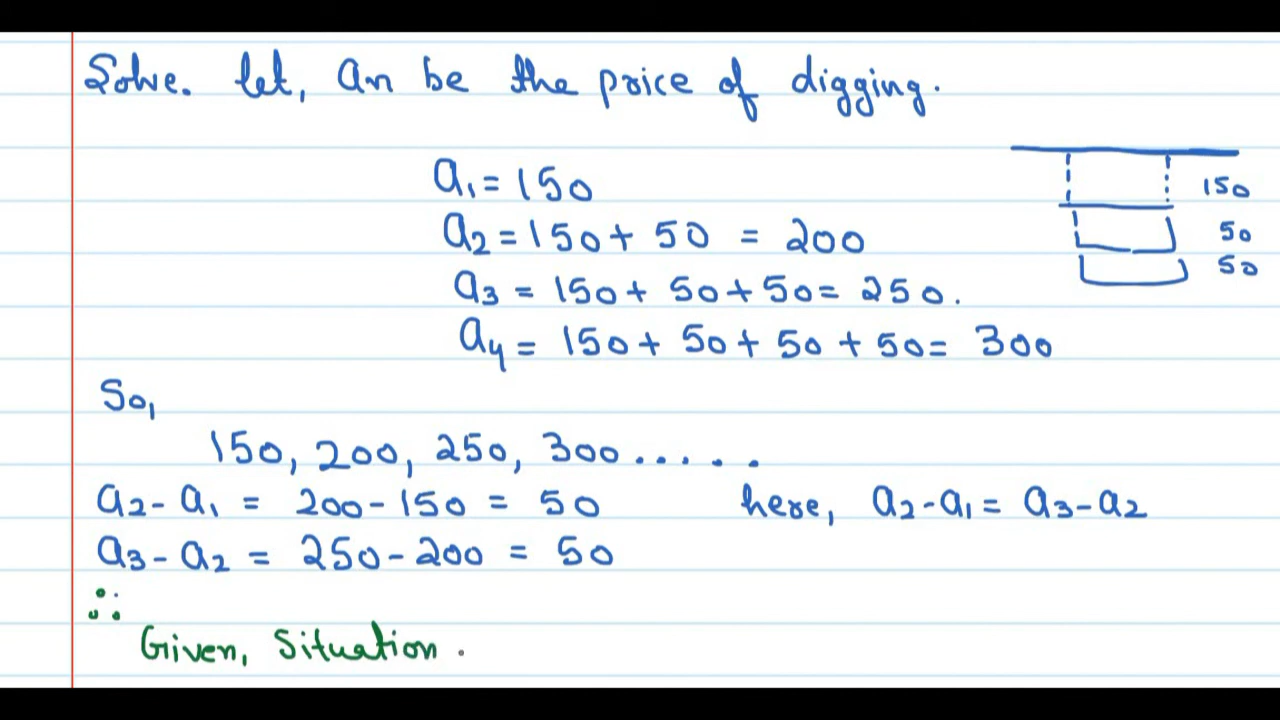 Solve. let, an be the price of digging.
a1 = 150
150
a2 = 150 + 50 = 200
50
a3 = 150 + 50 + 50 = 250.
50
a4 = 150 + 50 + 50 + 50 = 300
So,
150, 200, 250, 300 . . . . .
a2 - a1 = 200 - 150 = 50 here, a2 - a1 = a3 - a2
a3 - a2 = 250 - 200 = 50
∴
Given, Situation